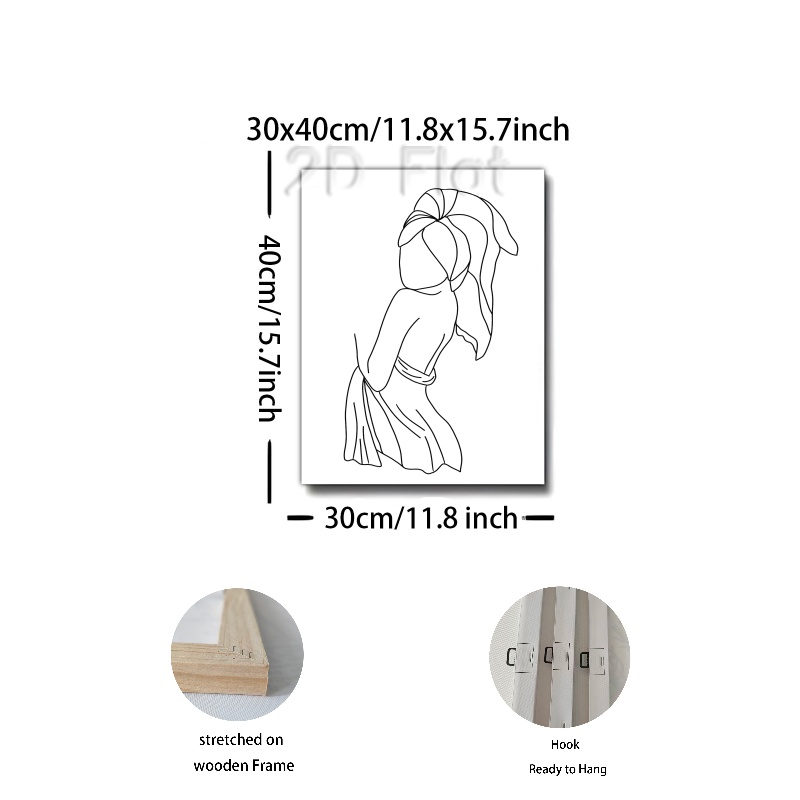 30x40cm/11.8x15.7inch
2D Flat
40cm/15.7inch
30cm/11.8 inch
stretched on
wooden Frame
Hook
Ready to Hang